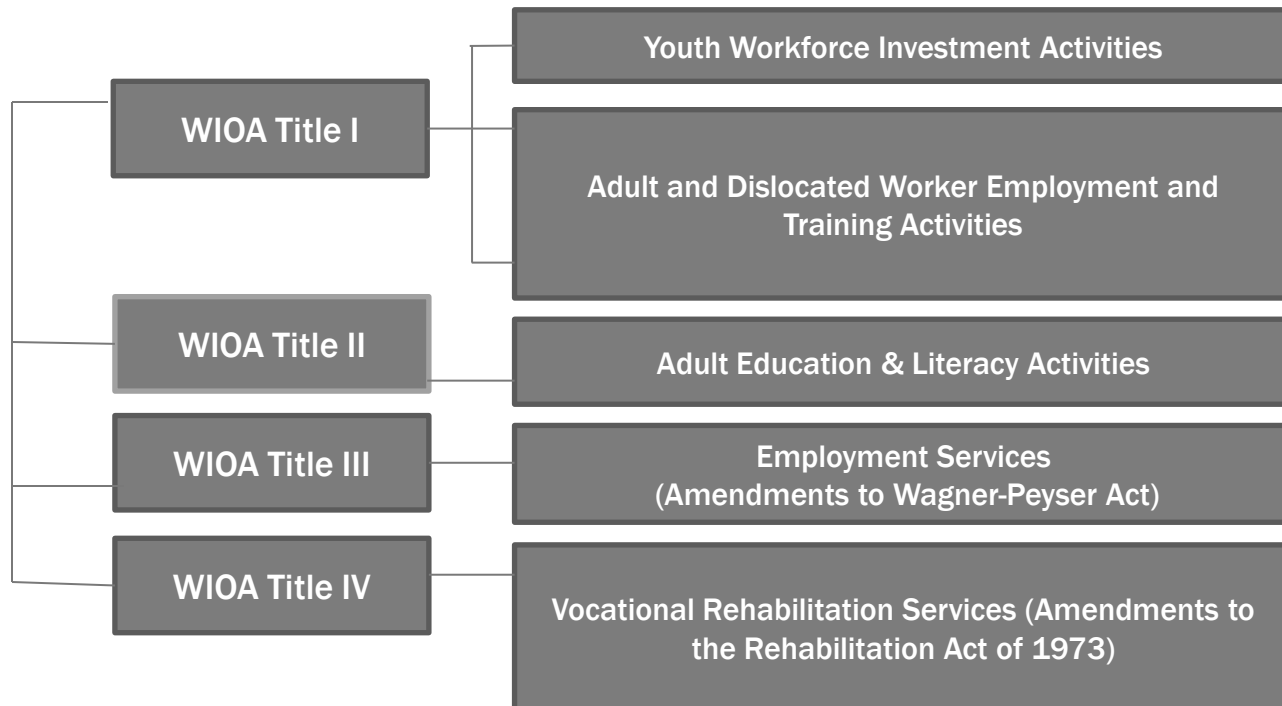 WIOA Title I
Youth Workforce Investment Activities
Adult and Dislocated Worker Employment and
Training Activities
WIOA Title II
Adult Education & Literacy Activities
WIOA Title III
Employment Services
(Amendments to Wagner-Peyser Act)
WIOA Title IV
Vocational Rehabilitation Services (Amendments to
the Rehabilitation Act of 1973)